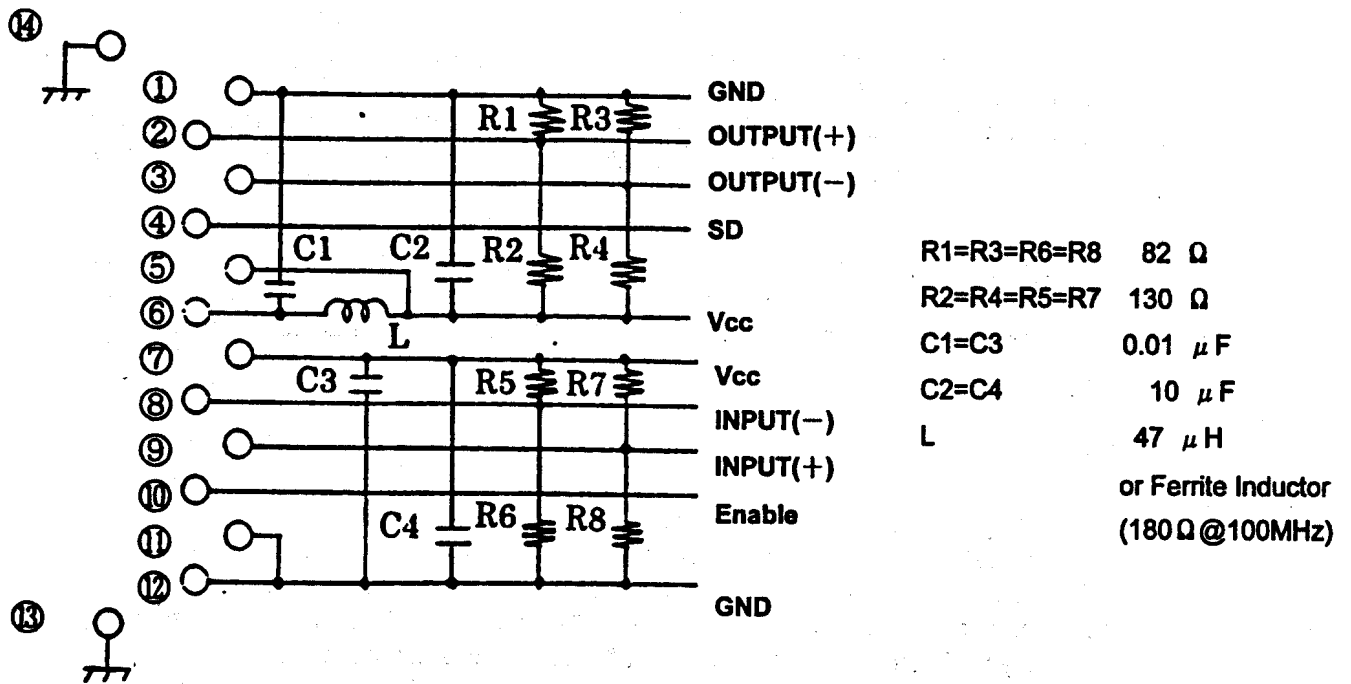 ⑭
① GND
R1 R3
② OUTPUT(+)
③ OUTPUT(−)
④ SD
C1 C2 R2 R4
⑤
⑥ Vcc
L
⑦ Vcc
C3 R5 R7
⑧ INPUT(−)
⑨ INPUT(+)
⑩ Enable
C4 R6 R8
⑪
⑫ GND
⑬
R1=R3=R6=R8 82 Ω
R2=R4=R5=R7 130 Ω
C1=C3 0.01 μF
C2=C4 10 μF
L 47 μH
or Ferrite Inductor
(180Ω@100MHz)